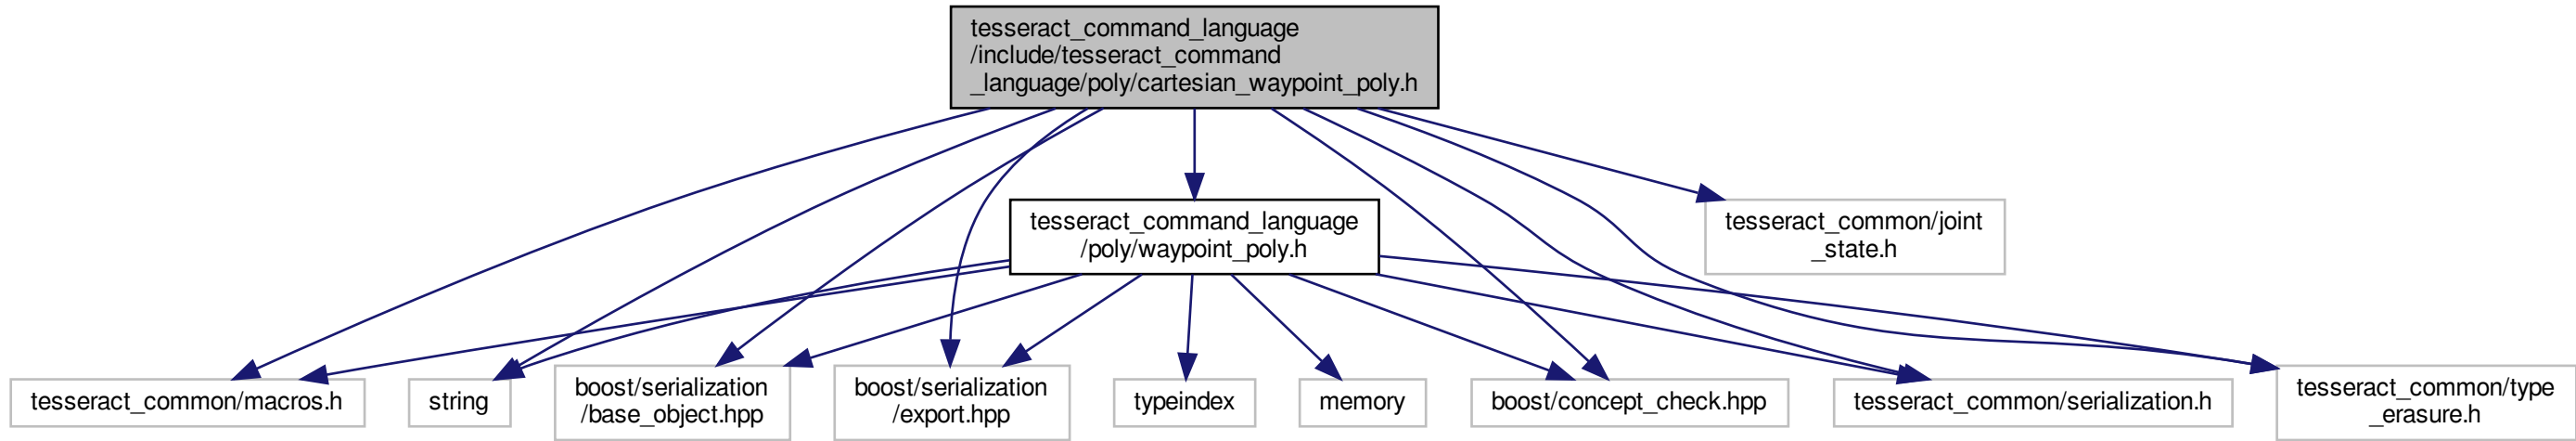 tesseract_command_language
/include/tesseract_command
_language/poly/cartesian_waypoint_poly.h
tesseract_command_language
/poly/waypoint_poly.h
tesseract_common/joint
_state.h
tesseract_common/macros.h
string
boost/serialization
/base_object.hpp
boost/serialization
/export.hpp
typeindex
memory
boost/concept_check.hpp
tesseract_common/serialization.h
tesseract_common/type
_erasure.h